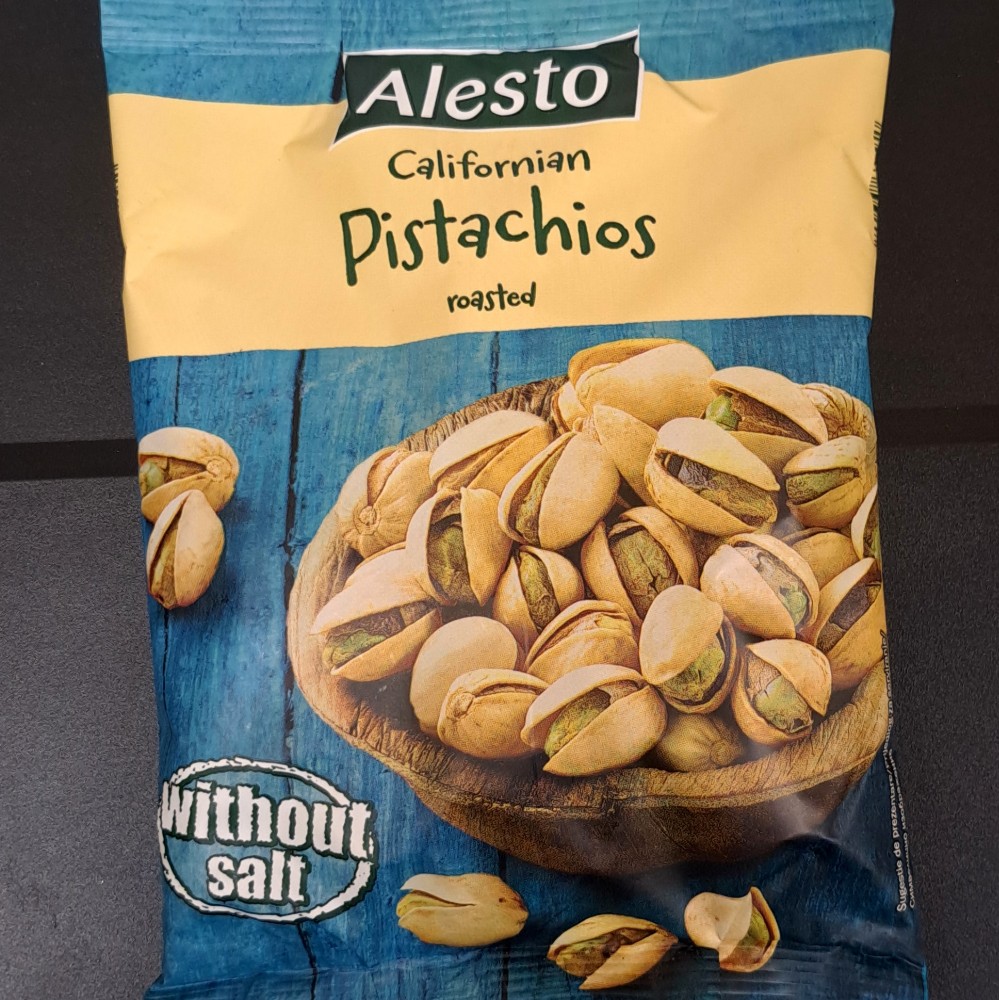 Alesto
Californian
Pistachios
roasted
without
salt
Sugestie de prezentare